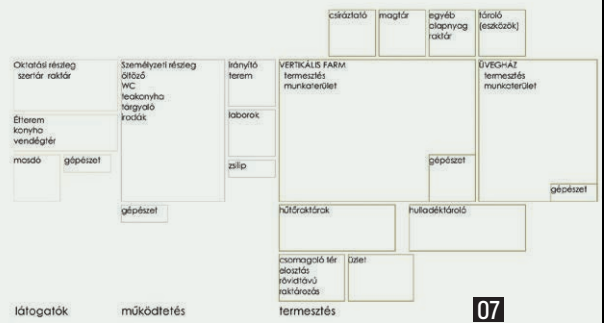 csíráztató
magtár
egyéb
alapnyag
raktár
tároló
(eszközök)
Oktatási részleg
szertár raktár
Személyzeti részleg
öltöző
WC
teakonyha
tárgyaló
irodák
irányító
terem
VERTIKÁLIS FARM
termesztés
munkaterület
ÜVEGHÁZ
termesztés
munkaterület
Étterem
konyha
vendégtér
laborok
mosdó
gépészet
zsilip
gépészet
gépészet
gépészet
hűtőraktárak
hulladéktároló
csomagoló tér
elosztás
rövidtávú
raktározás
üzlet
látogatók
működtetés
termesztés
07